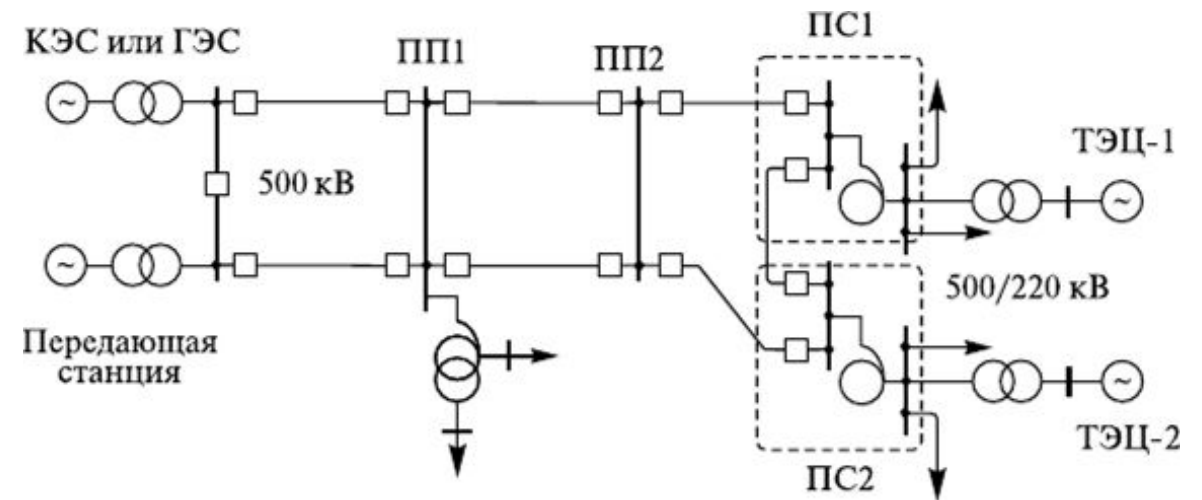 КЭС или ГЭС
ПП1
ПП2
ПС1
ТЭЦ-1
500 кВ
500/220 кВ
Передающая
станция
ТЭЦ-2
ПС2
~
~
~
~